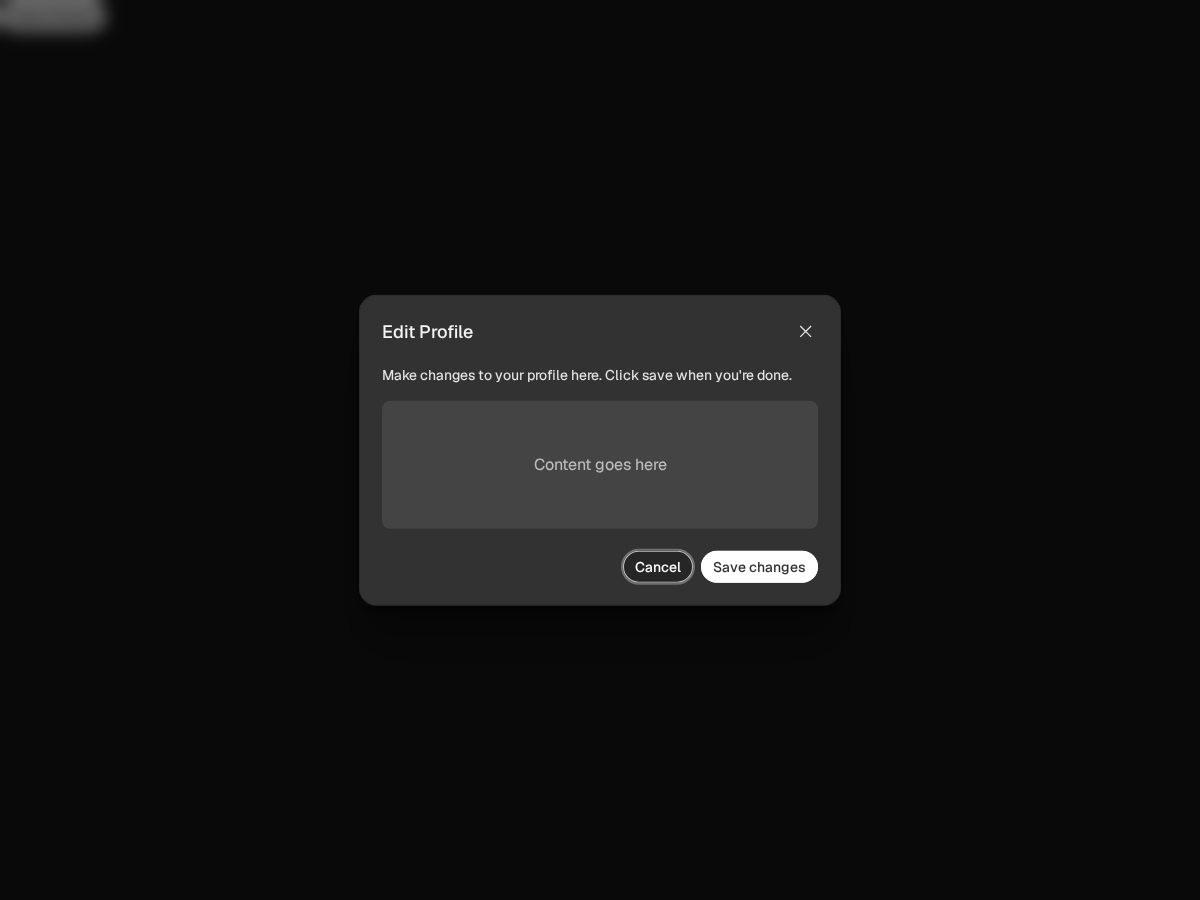 Edit Profile
Make changes to your profile here. Click save when you're done.
Content goes here
Cancel
Save changes